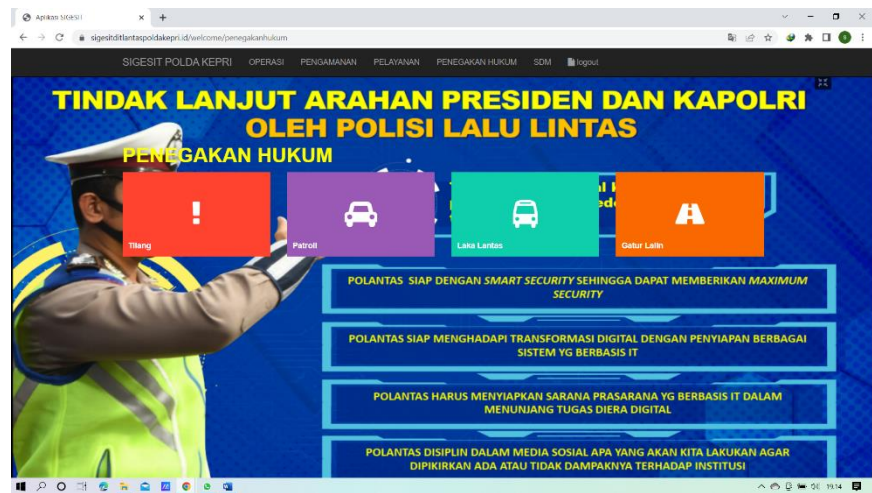 Aplikasi SIGESIT
sigesitditlantaspoldakepri.id/welcome/penegakanhukum
SIGESIT POLDA KEPRI OPERASI PENGAMANAN PELAYANAN PENEGAKAN HUKUM SDM logout
TINDAK LANJUT ARAHAN PRESIDEN DAN KAPOLRI
OLEH POLISI LALU LINTAS
PENEGAKAN HUKUM
Tilang Patroli Laka Lantas Gatur Lalin
POLANTAS SIAP DENGAN SMART SECURITY SEHINGGA DAPAT MEMBERIKAN MAXIMUM
SECURITY
POLANTAS SIAP MENGHADAPI TRANSFORMASI DIGITAL DENGAN PENYIAPAN BERBAGAI
SISTEM YG BERBASIS IT
POLANTAS HARUS MENYIAPKAN SARANA PRASARANA YG BERBASIS IT DALAM
MENUNJANG TUGAS DIERA DIGITAL
POLANTAS DISIPLIN DALAM MEDIA SOSIAL APA YANG AKAN KITA LAKUKAN AGAR
DIPIKIRKAN ADA ATAU TIDAK DAMPAKNYA TERHADAP INSTITUSI
19.14